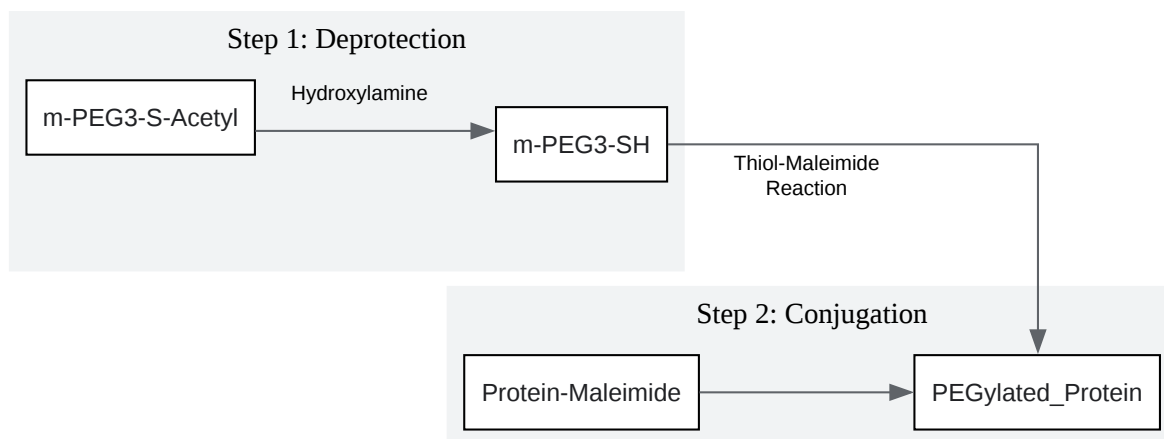 Step 1: Deprotection
m-PEG3-S-Acetyl
Hydroxylamine
m-PEG3-SH
Thiol-Maleimide
Reaction
Step 2: Conjugation
Protein-Maleimide
PEGylated_Protein